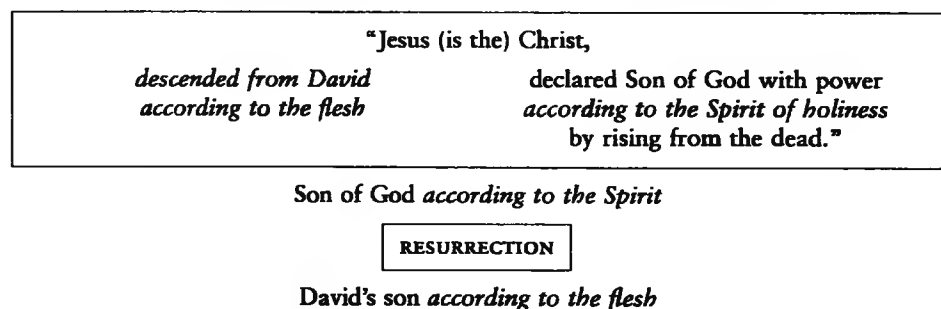 "Jesus (is the) Christ,
descended from David
according to the flesh
declared Son of God with power
according to the Spirit of holiness
by rising from the dead."
Son of God according to the Spirit
RESURRECTION
David's son according to the flesh